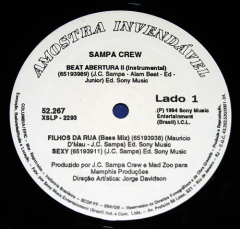 AMOSTRA INVENDÁVEL
SAMPA CREW
BEAT ABERTURA II (Instrumental)
(65193989) (J.C. Sampa - Alam Beat - Ed -
Junior) Ed. Sony Music
Lado 1
52.267
XSLP - 2293
(P) 1994 Sony Music
Entertainment
(Brasil) I.C.L.
FILHOS DA RUA (Bass Mix) (65193938) (Mauricio
D'Mau - J.C. Sampa) Ed. Sony Music
SEXY (65193911) (J.C. Sampa) Ed. Sony Music
Produzido por J.C. Sampa Crew e Mad Zoo para
Memphis Produções
Direção Artística: Jorge Davidson